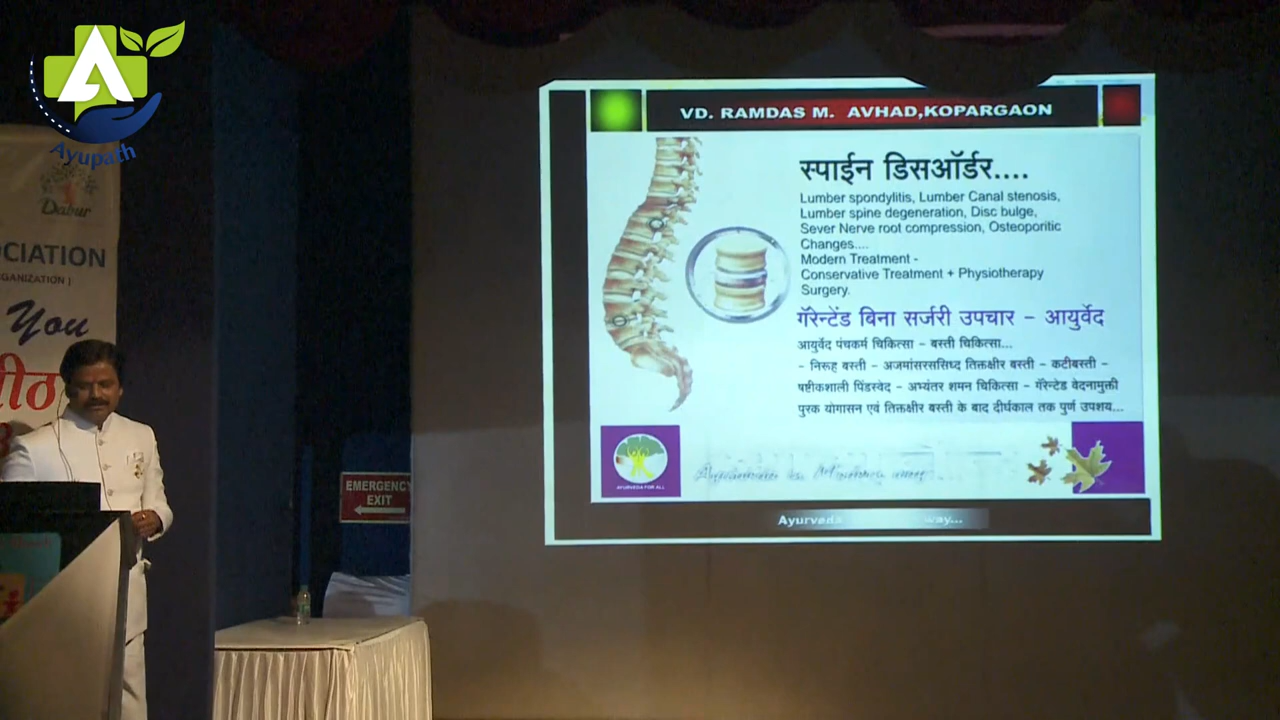 Ayupath
Dabur
OCIATION
GANIZATION ]
You
पीठ
VD. RAMDAS M. AVHAD,KOPARGAON
स्पाईन डिसऑर्डर....
Lumber spondylitis, Lumber Canal stenosis,
Lumber spine degeneration, Disc bulge,
Sever Nerve root compression, Osteoporitic
Changes....
Modern Treatment -
Conservative Treatment + Physiotherapy
Surgery.
गॅरेन्टेंड बिना सर्जरी उपचार - आयुर्वेद
आयुर्वेद पंचकर्म चिकित्सा - बस्ती चिकित्सा...
- निरूह बस्ती - अजमांसरससिध्द तिक्तक्षीर बस्ती - कटीबस्ती -
षष्टीकशाली पिंडस्वेद - अभ्यंतर शमन चिकित्सा - गॅरेन्टेड वेदनामुक्ती
पुरक योगासन एवं तिक्तक्षीर बस्ती के बाद दीर्घकाल तक पुर्ण उपशय...
AYURVEDA FOR ALL
Ayurveda way...
EMERGENCY
EXIT